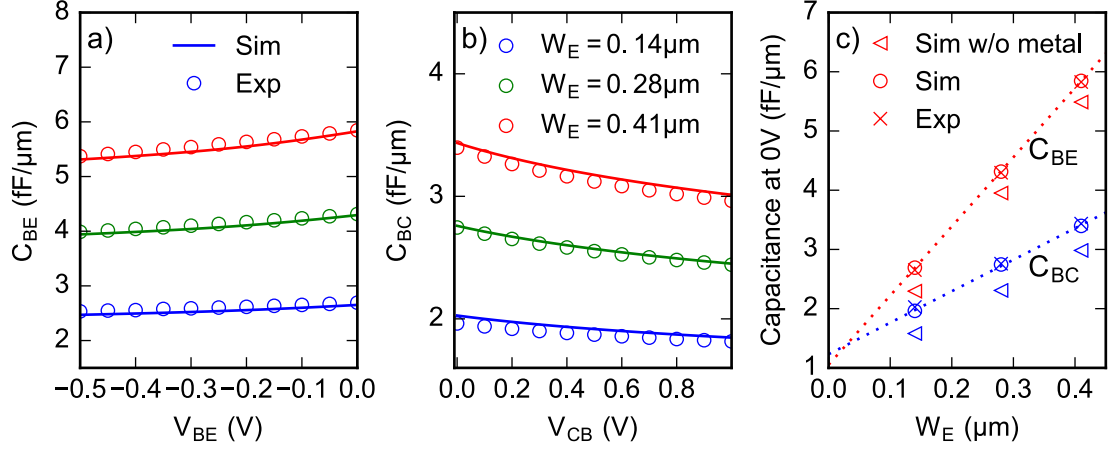 a)
Sim
Exp
C_BE (fF/μm)
8
7
6
5
4
3
2
−0.5 −0.4 −0.3 −0.2 −0.1 0.0
V_BE (V)
b)
W_E = 0.14μm
W_E = 0.28μm
W_E = 0.41μm
C_BC (fF/μm)
4
3
2
0.0 0.2 0.4 0.6 0.8
V_CB (V)
c)
Sim w/o metal
Sim
Exp
C_BE
C_BC
Capacitance at 0V (fF/μm)
7
6
5
4
3
2
1
0.0 0.1 0.2 0.3 0.4
W_E (μm)